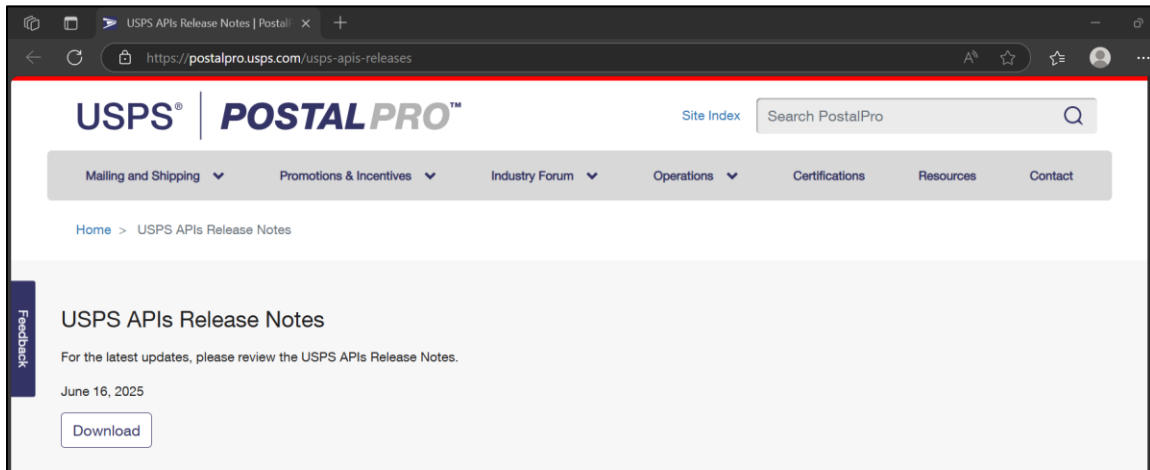 USPS APIs Release Notes | Postal
https://postalpro.usps.com/usps-apis-releases
USPS® POSTALPRO™
Site Index
Search PostalPro
Mailing and Shipping Promotions & Incentives Industry Forum Operations Certifications Resources Contact
Home > USPS APIs Release Notes
Feedback
USPS APIs Release Notes
For the latest updates, please review the USPS APIs Release Notes.
June 16, 2025
Download